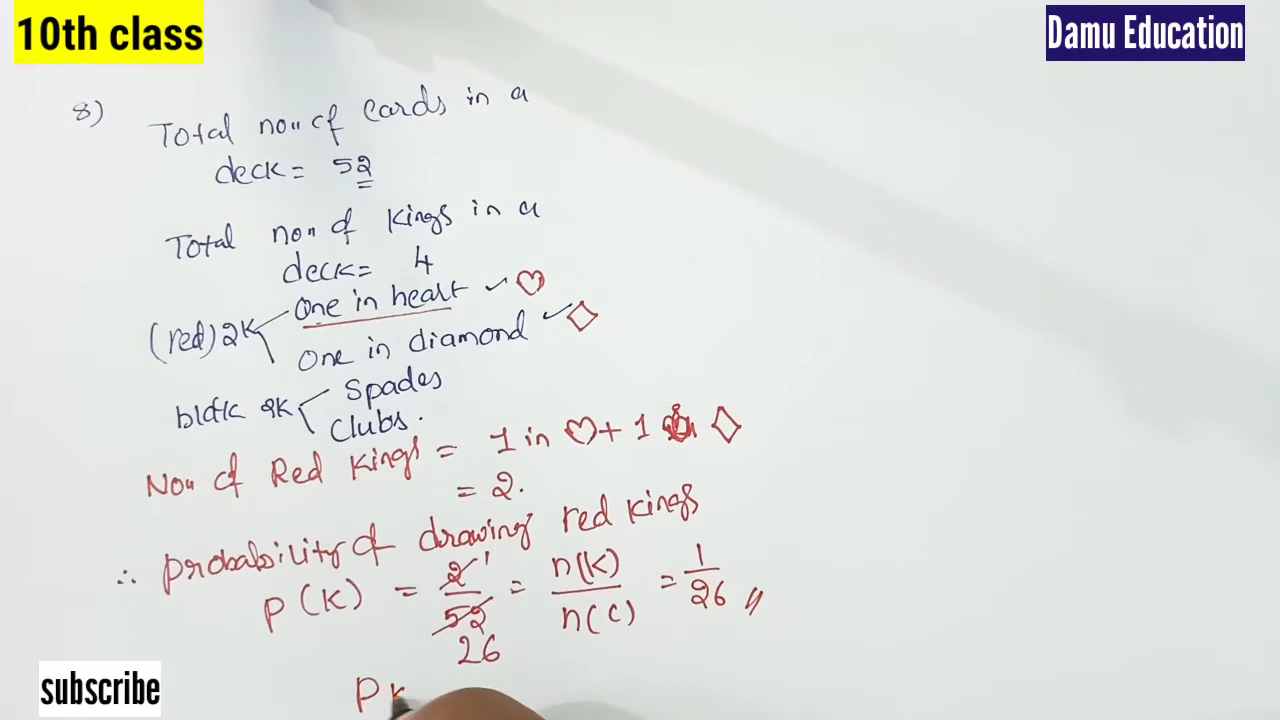 10th class
Damu Education
8)
Total no.. of cards in a
deck = 52
Total no.. of kings in a
deck = 4
(red) 2K
One in heart ✓ ♡
One in diamond ✓ ◇
2K
Spades
Clubs.
No.. of Red kings = 1 in ♡ + 1 ◇
= 2.
∴ probability of drawing red kings
P(K) = 2/52 = n(K)/n(C) = 1/26 //
1
26
subscribe
P